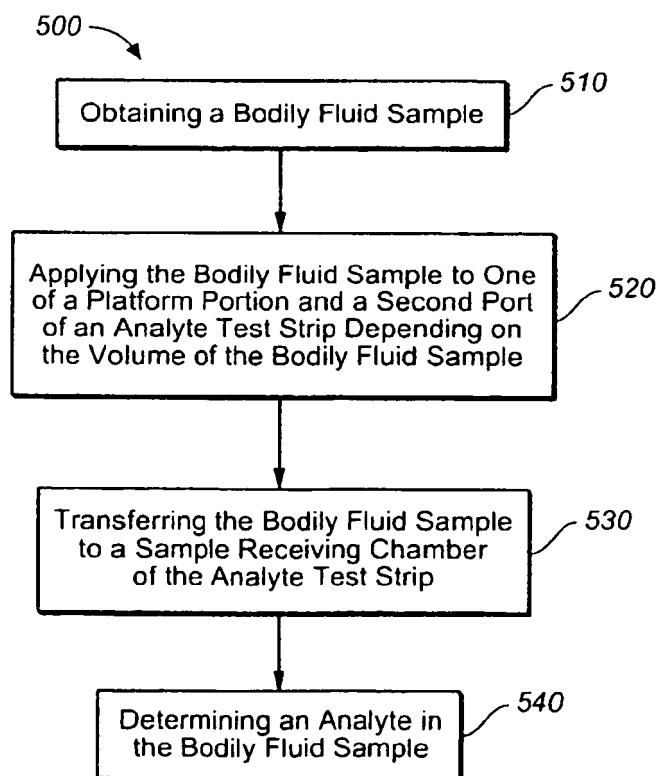 500
510
Obtaining a Bodily Fluid Sample
Applying the Bodily Fluid Sample to One
of a Platform Portion and a Second Port
of an Analyte Test Strip Depending on
the Volume of the Bodily Fluid Sample
520
Transferring the Bodily Fluid Sample
to a Sample Receiving Chamber
of the Analyte Test Strip
530
540
Determining an Analyte in
the Bodily Fluid Sample